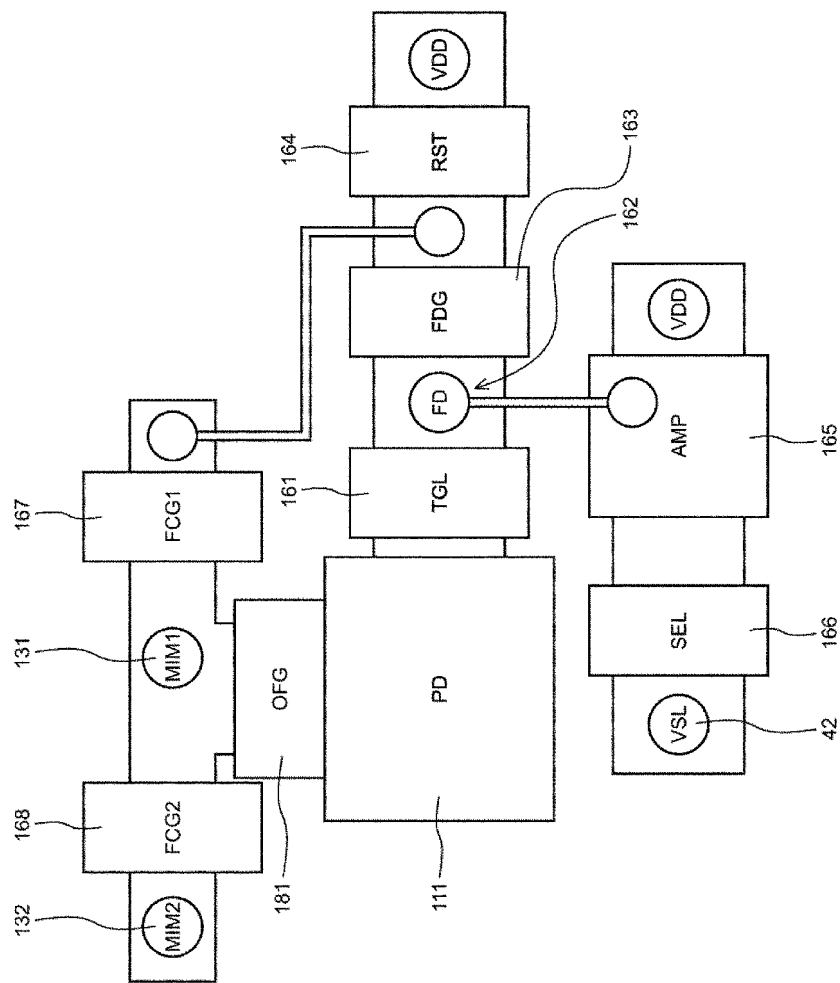 132
168
131
167
MIM2
FCG2
MIM1
FCG1
181
OFG
161
164
111
PD
TGL
FD
FDG
RST
VDD
162
163
VSL
SEL
AMP
VDD
42
166
165